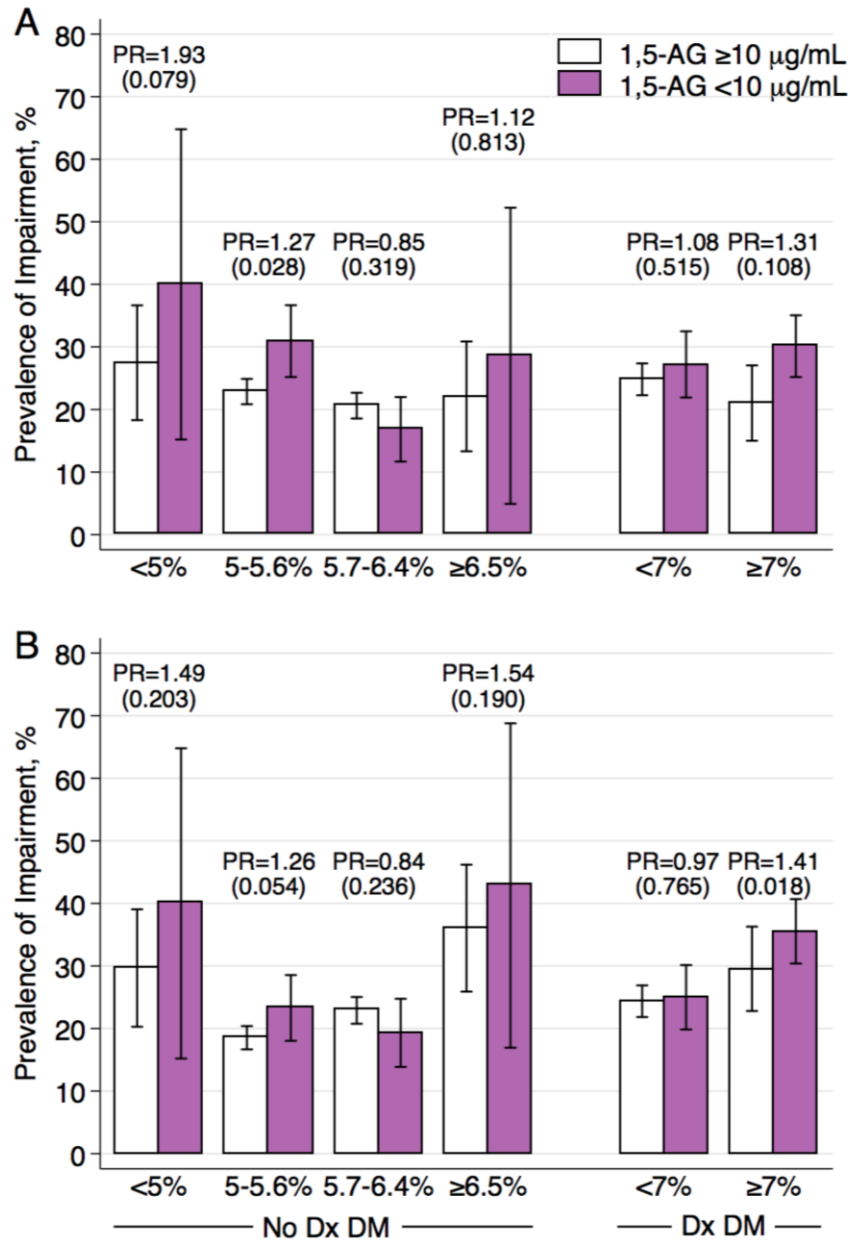 A
80
70
60
50
40
30
20
10
0
Prevalence of Impairment, %
1,5-AG ≥10 µg/mL
1,5-AG <10 µg/mL
PR=1.93
(0.079)
PR=1.27
(0.028)
PR=0.85
(0.319)
PR=1.12
(0.813)
PR=1.08
(0.515)
PR=1.31
(0.108)
<5%
5-5.6%
5.7-6.4%
≥6.5%
<7%
≥7%
B
80
70
60
50
40
30
20
10
0
Prevalence of Impairment, %
PR=1.49
(0.203)
PR=1.26
(0.054)
PR=0.84
(0.236)
PR=1.54
(0.190)
PR=0.97
(0.765)
PR=1.41
(0.018)
<5%
5-5.6%
5.7-6.4%
≥6.5%
<7%
≥7%
No Dx DM
Dx DM